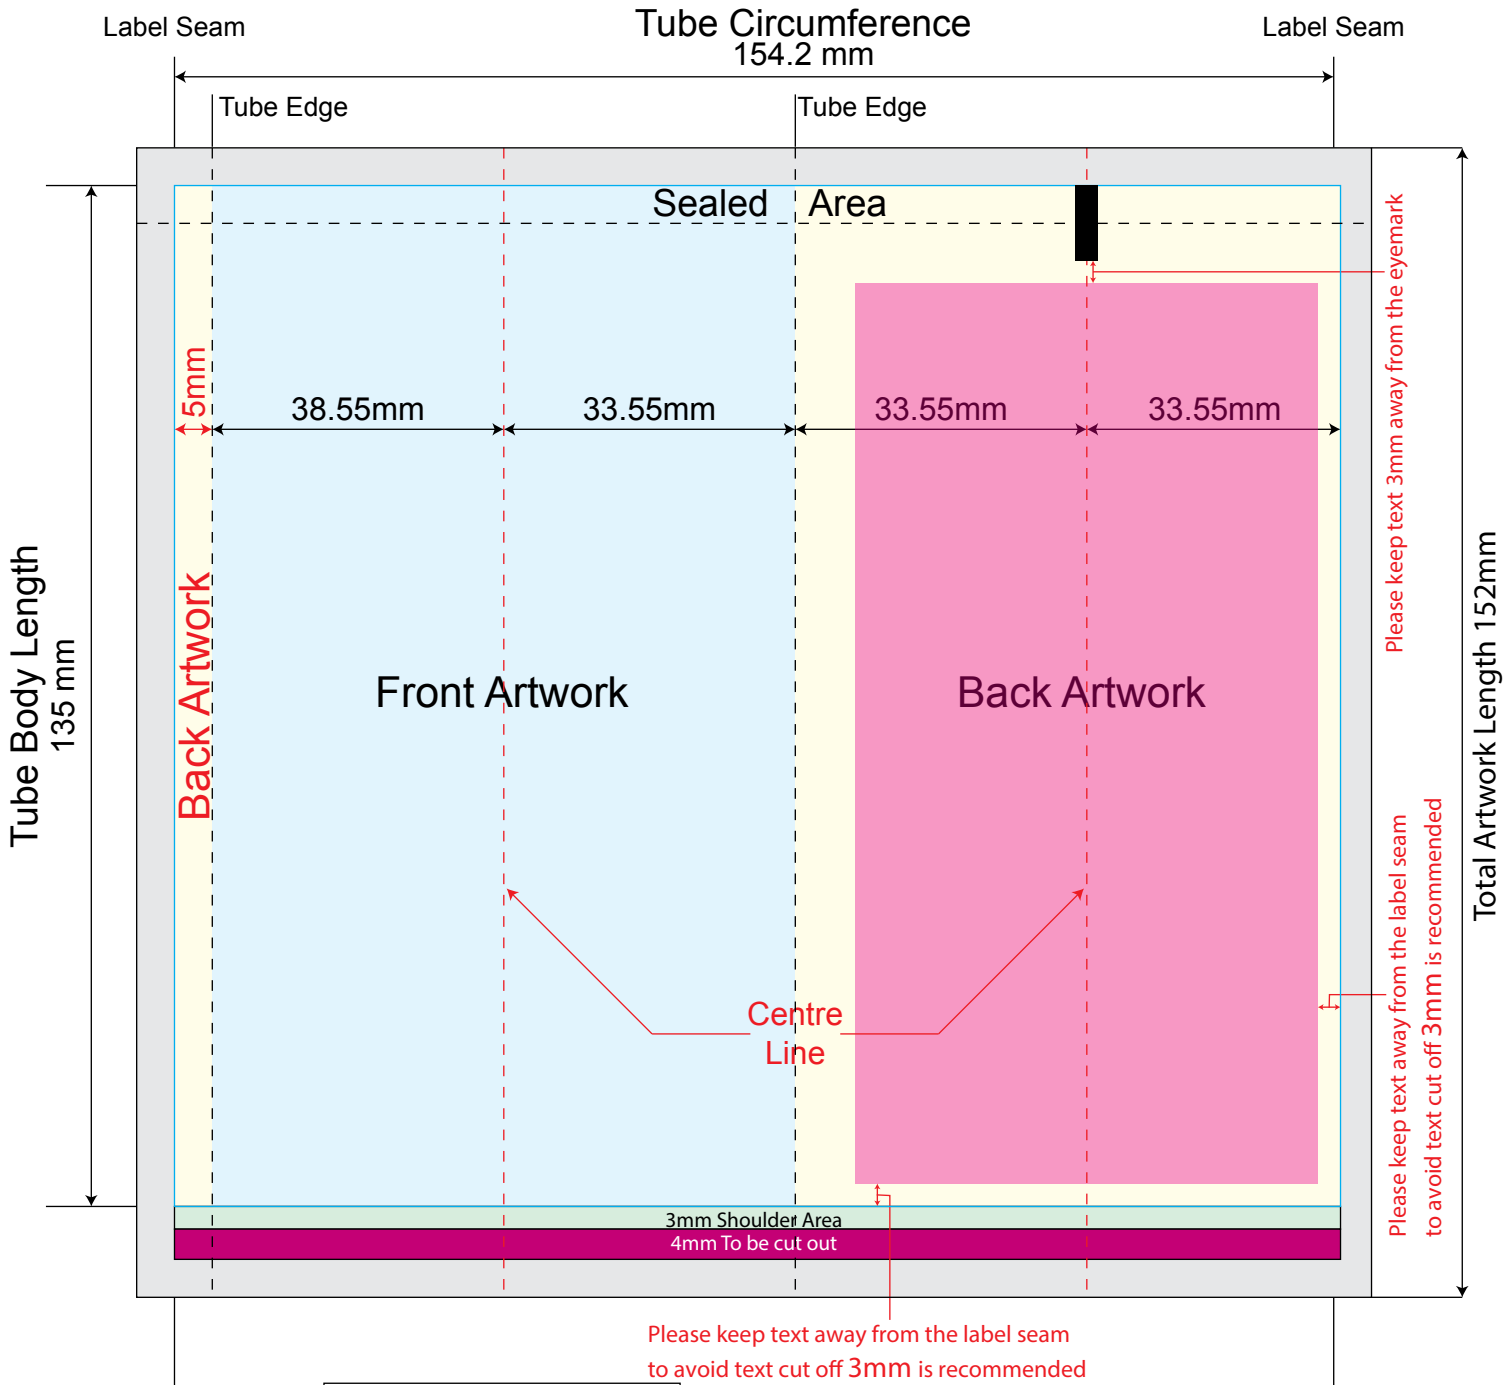 Label Seam
Tube Circumference
154.2 mm
Label Seam
Tube Edge
Tube Edge
Sealed Area
5mm
38.55mm
33.55mm
33.55mm
33.55mm
Please keep text 3mm away from the eyemark
Tube Body Length
135 mm
Back Artwork
Front Artwork
Back Artwork
Total Artwork Length 152mm
Please keep text away from the label seam
to avoid text cut off 3mm is recommended
Centre
Line
3mm Shoulder Area
4mm To be cut out
Please keep text away from the label seam
to avoid text cut off 3mm is recommended